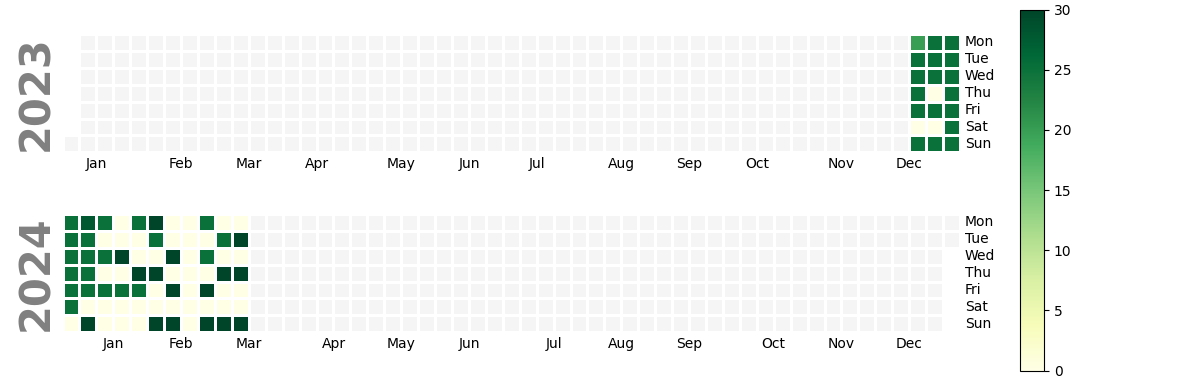 2023
Mon
Tue
Wed
Thu
Fri
Sat
Sun
Jan Feb Mar Apr May Jun Jul Aug Sep Oct Nov Dec
2024
Mon
Tue
Wed
Thu
Fri
Sat
Sun
Jan Feb Mar Apr May Jun Jul Aug Sep Oct Nov Dec
30
25
20
15
10
5
0